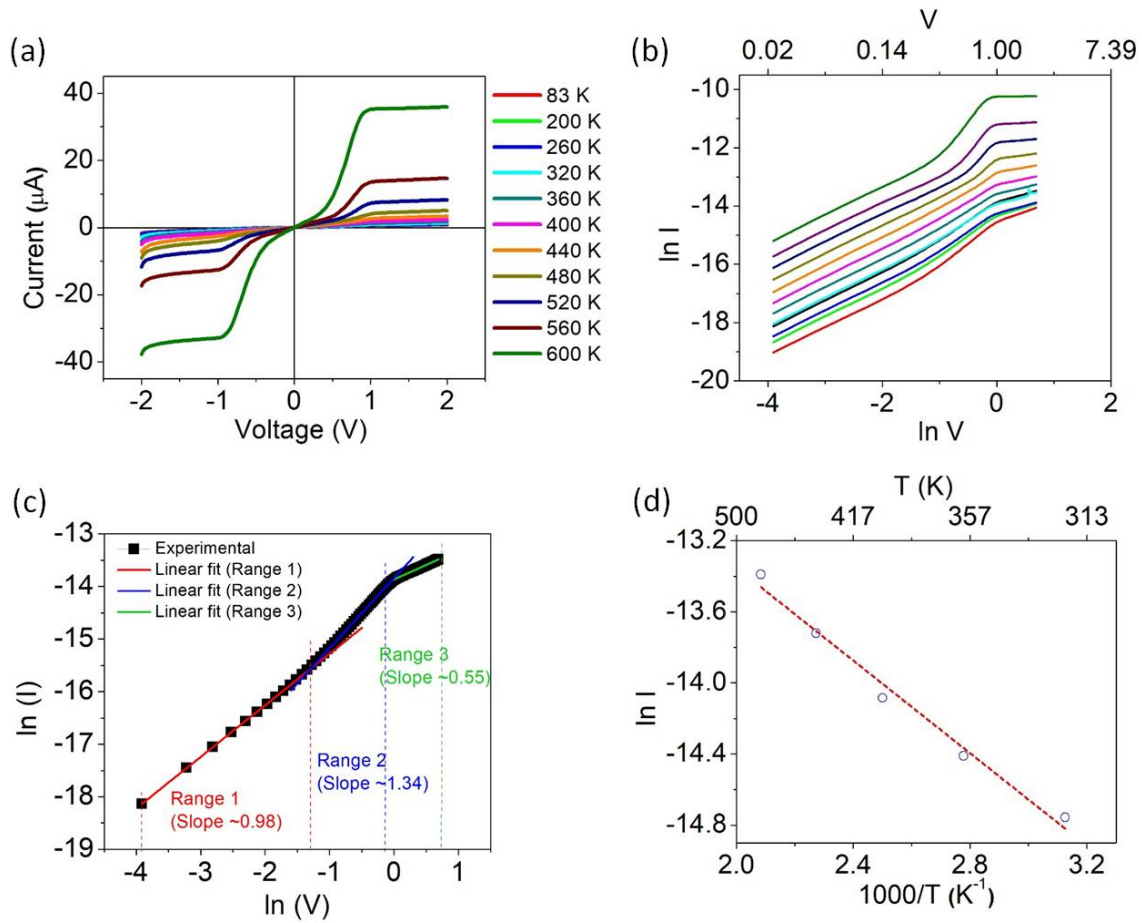 (a)
40
20
0
-20
-40
Current (μA)
-2 -1 0 1 2
Voltage (V)
83 K
200 K
260 K
320 K
360 K
400 K
440 K
480 K
520 K
560 K
600 K
(b)
V
0.02 0.14 1.00 7.39
-10
-12
-14
-16
-18
-20
ln I
-4 -2 0 2
ln V
(c)
-13
-14
-15
-16
-17
-18
-19
ln (I)
Experimental
Linear fit (Range 1)
Linear fit (Range 2)
Linear fit (Range 3)
Range 3
(Slope ~0.55)
Range 2
(Slope ~1.34)
Range 1
(Slope ~0.98)
-4 -3 -2 -1 0 1
ln (V)
(d)
T (K)
500 417 357 313
-13.2
-13.6
-14.0
-14.4
-14.8
ln I
2.0 2.4 2.8 3.2
1000/T (K⁻¹)